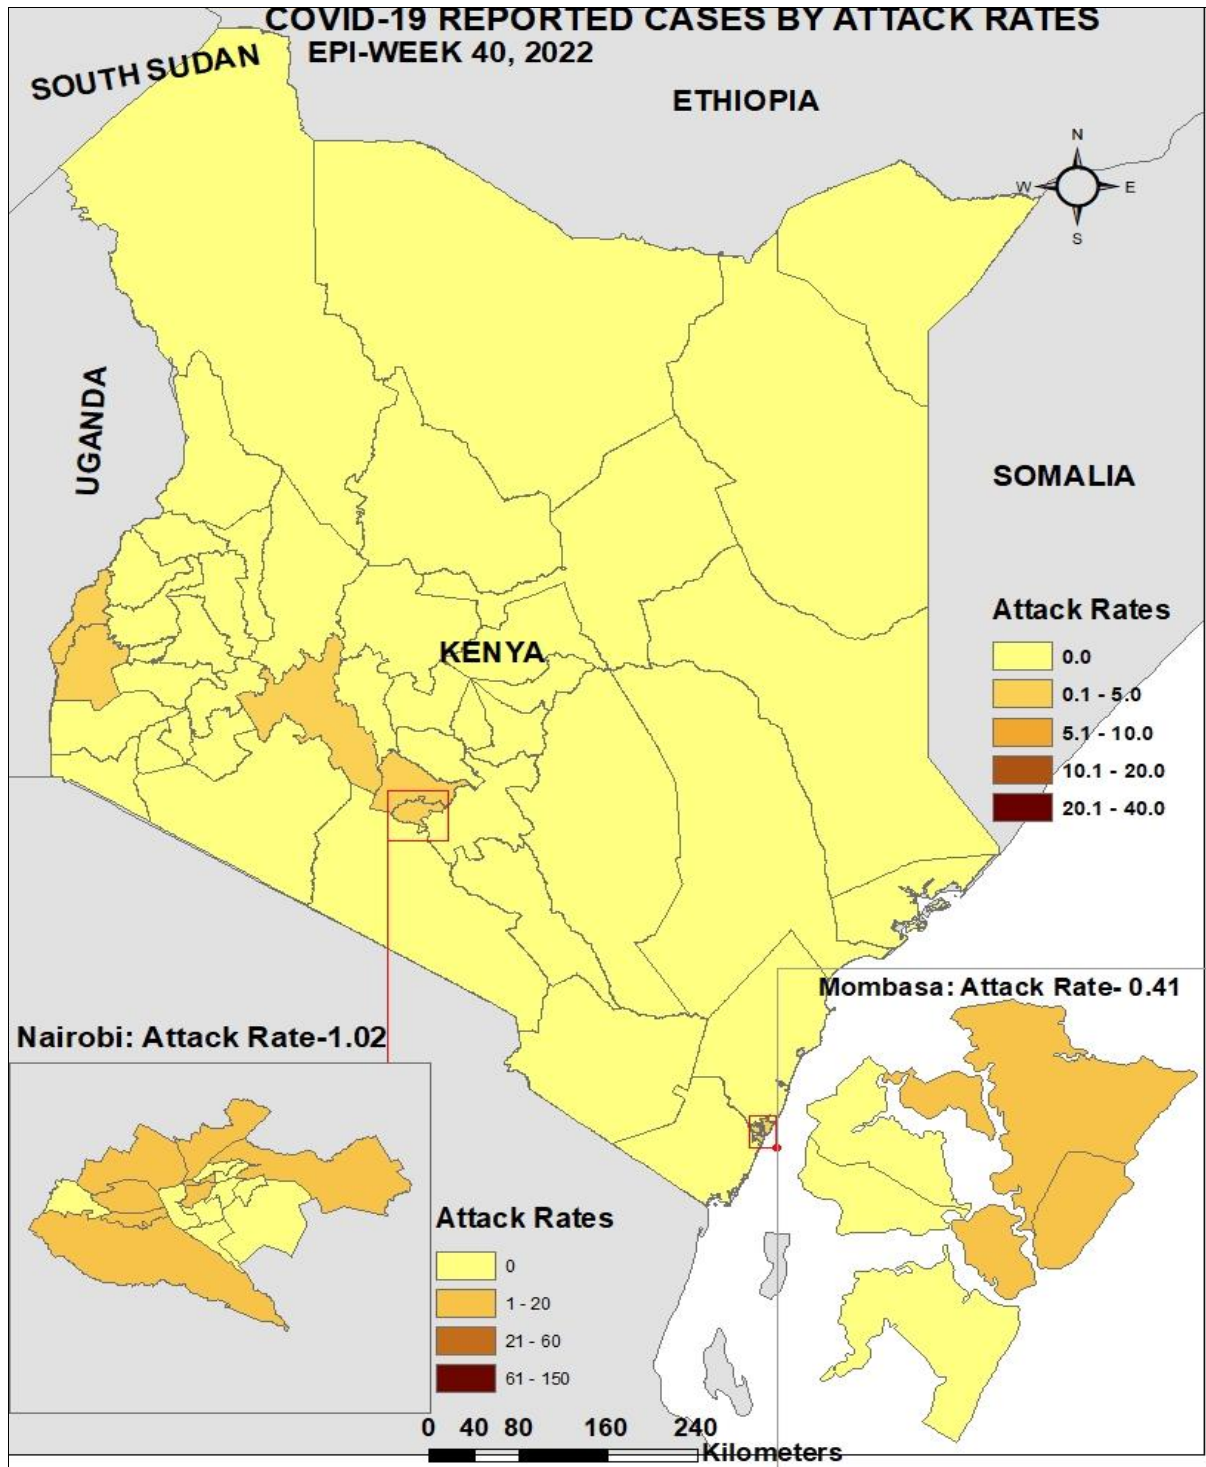 COVID-19 REPORTED CASES BY ATTACK RATES
EPI-WEEK 40, 2022
SOUTH SUDAN
ETHIOPIA
N
W
E
S
UGANDA
SOMALIA
KENYA
Attack Rates
0.0
0.1 - 5.0
5.1 - 10.0
10.1 - 20.0
20.1 - 40.0
Mombasa: Attack Rate- 0.41
Nairobi: Attack Rate-1.02
Attack Rates
0
1 - 20
21 - 60
61 - 150
0 40 80 160 240
Kilometers